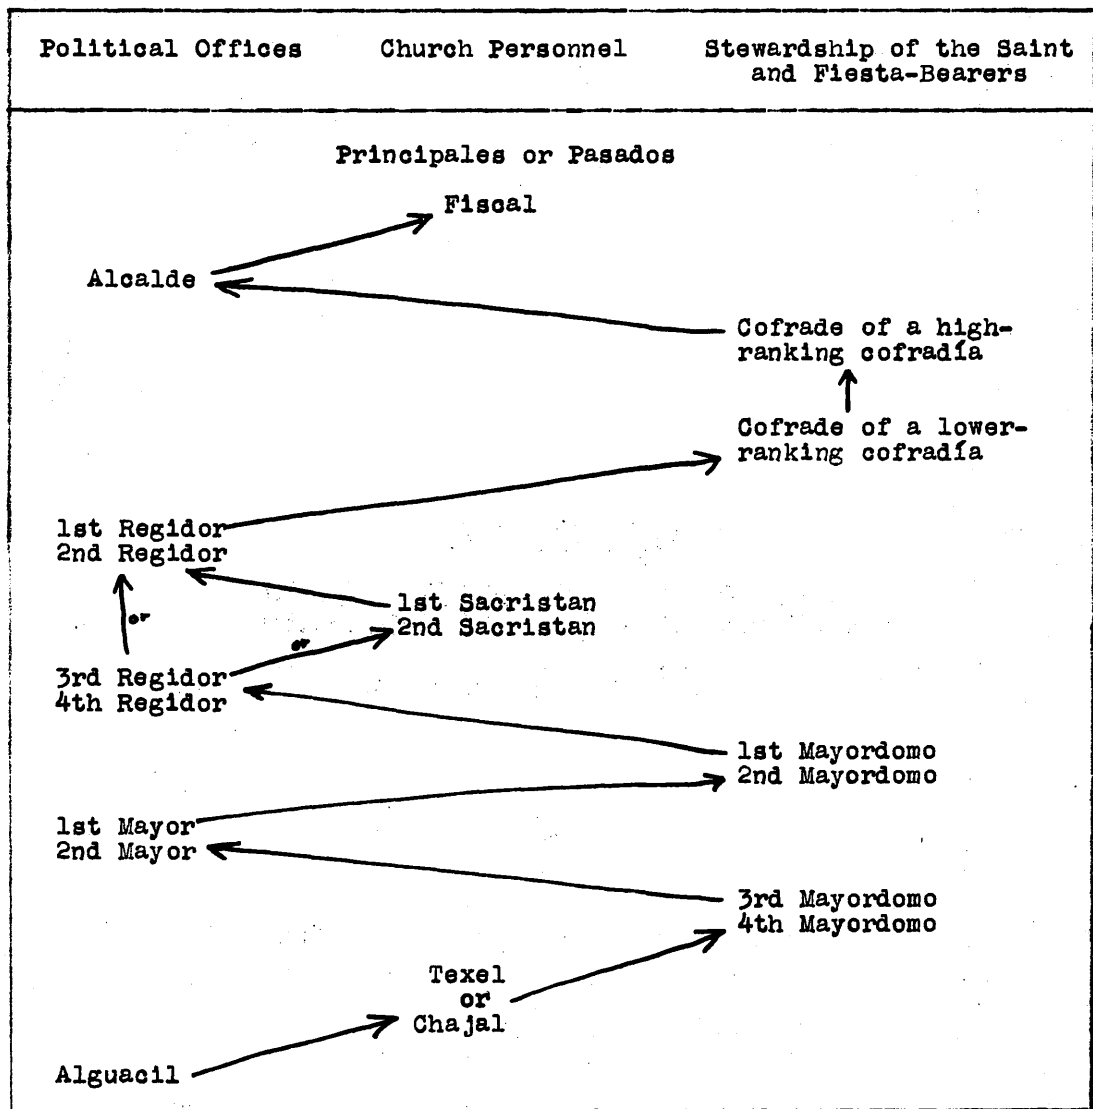 Political Offices
Church Personnel
Stewardship of the Saint
and Fiesta-Bearers
Principales or Pasados
Fiscal
Alcalde
Cofrade of a high-
ranking cofradía
Cofrade of a lower-
ranking cofradía
1st Regidor
2nd Regidor
1st Sacristan
2nd Sacristan
or
or
3rd Regidor
4th Regidor
1st Mayordomo
2nd Mayordomo
1st Mayor
2nd Mayor
3rd Mayordomo
4th Mayordomo
Texel
or
Chajal
Alguacil